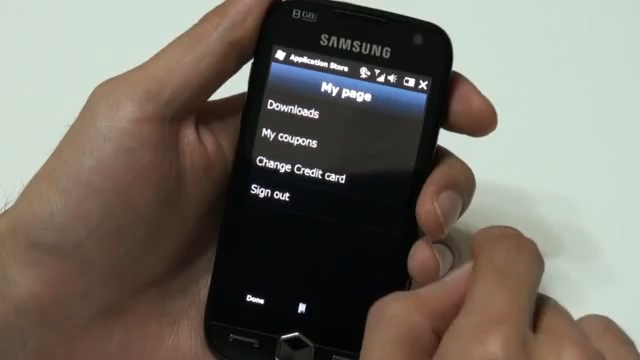 8GB
SAMSUNG
Application Store
My page
Downloads
My coupons
Change Credit card
Sign out
Done